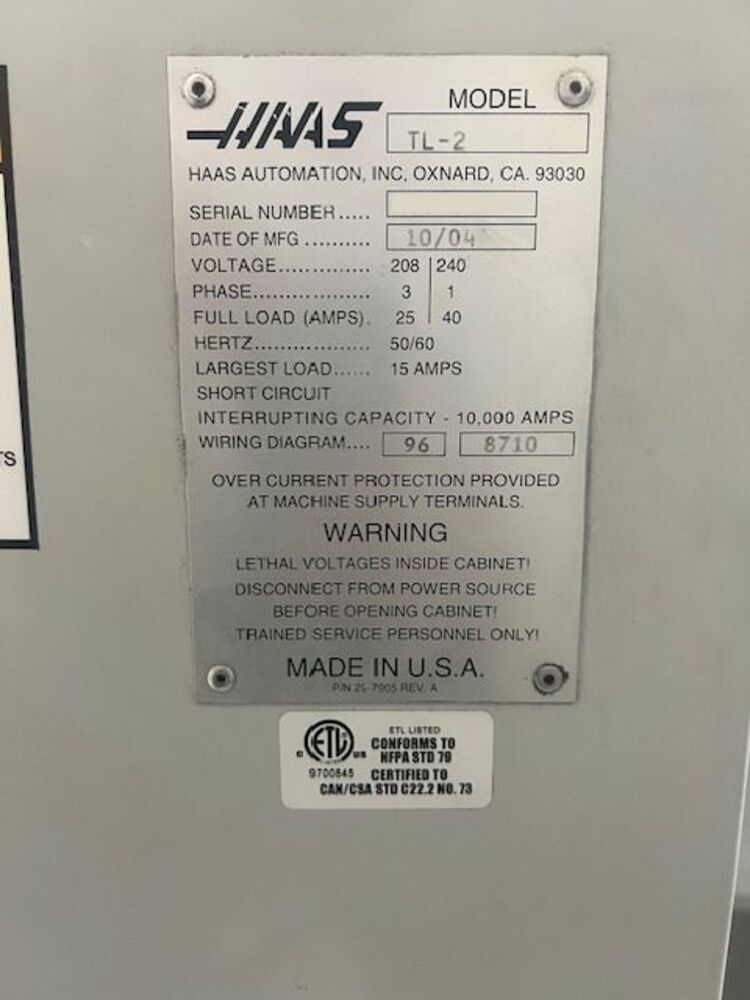 HAAS
MODEL
TL-2
HAAS AUTOMATION, INC, OXNARD, CA. 93030
SERIAL NUMBER.....
DATE OF MFG .......... 10/04
VOLTAGE.............. 208 | 240
PHASE.................. 3 | 1
FULL LOAD (AMPS). 25 | 40
HERTZ................. 50/60
LARGEST LOAD...... 15 AMPS
SHORT CIRCUIT
INTERRUPTING CAPACITY - 10,000 AMPS
WIRING DIAGRAM.... 96 8710
OVER CURRENT PROTECTION PROVIDED
AT MACHINE SUPPLY TERMINALS.
WARNING
LETHAL VOLTAGES INSIDE CABINET!
DISCONNECT FROM POWER SOURCE
BEFORE OPENING CABINET!
TRAINED SERVICE PERSONNEL ONLY!
MADE IN U.S.A.
P/N 29-7905 REV. A
TS
ETL LISTED
C ETL US CONFORMS TO
NFPA STD 79
9700845 CERTIFIED TO
CAN/CSA STD C22.2 NO. 73